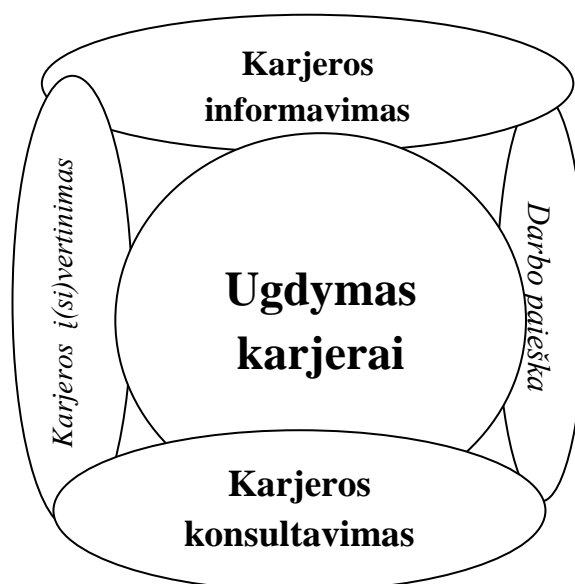 Karjeros
informavimas
Karjeros į(si)vertinimas
Ugdymas
karjerai
Darbo paieška
Karjeros
konsultavimas